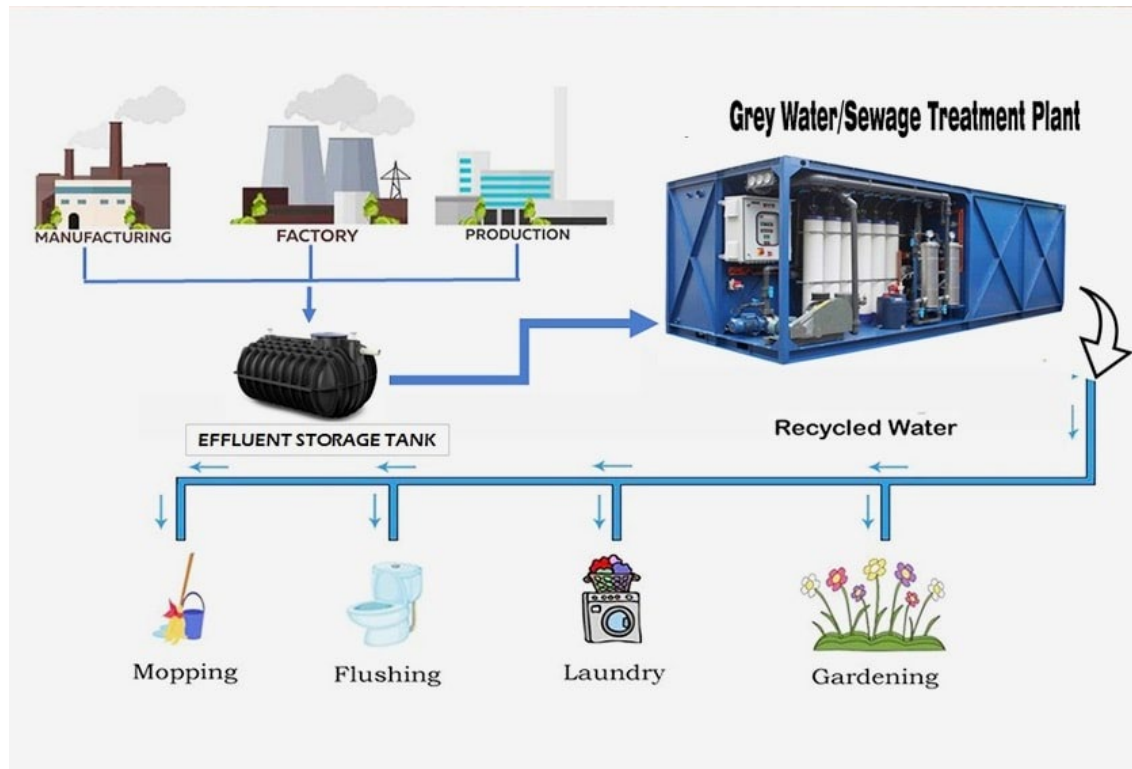 Grey Water/Sewage Treatment Plant
MANUFACTURING
FACTORY
PRODUCTION
EFFLUENT STORAGE TANK
Recycled Water
Mopping
Flushing
Laundry
Gardening